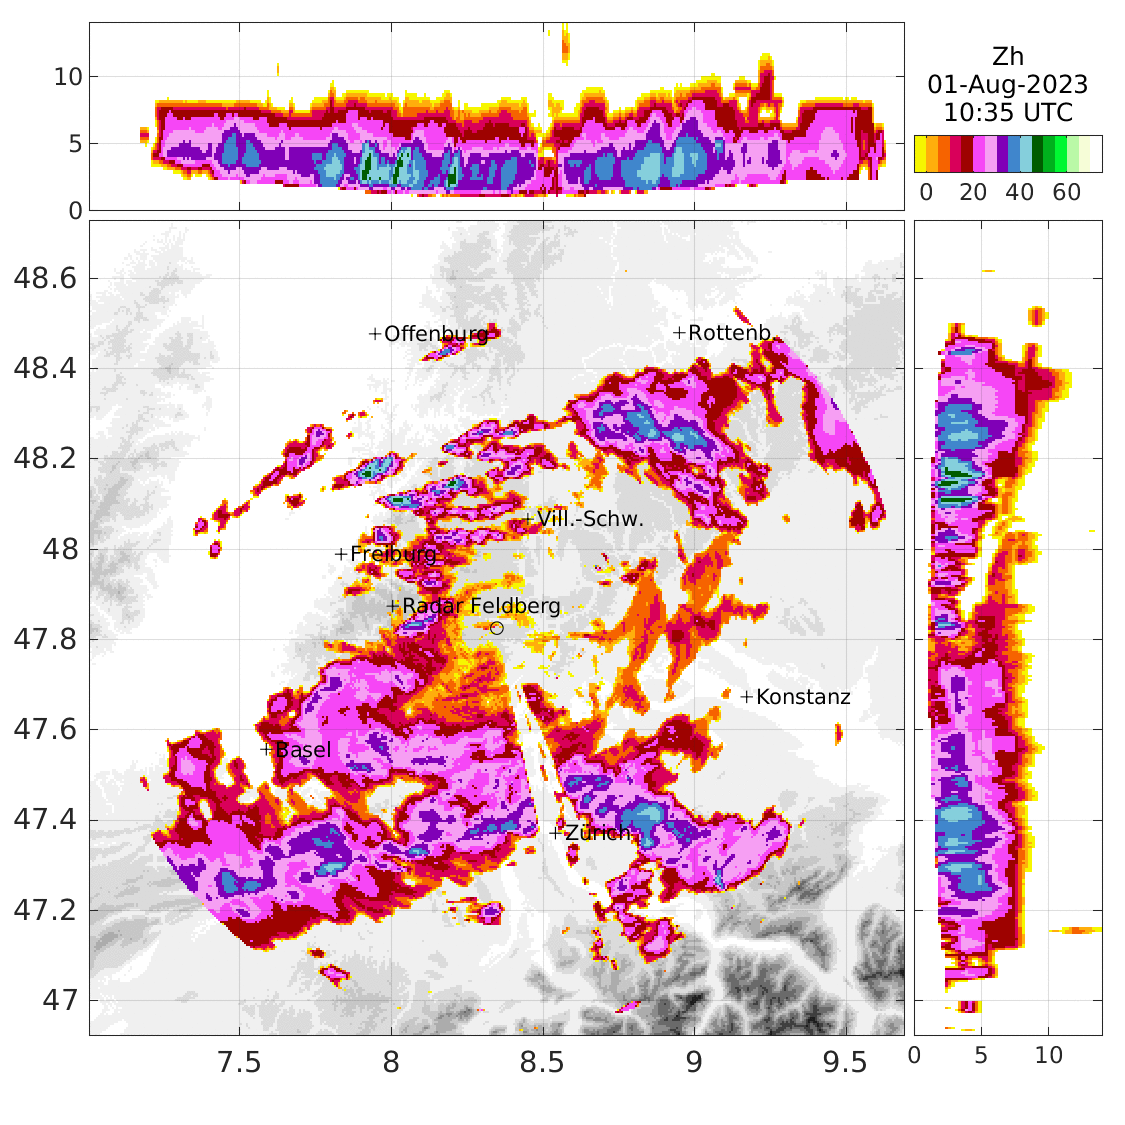 Zh
01-Aug-2023
10:35 UTC
0 20 40 60
10
5
0
48.6
48.4
48.2
48
47.8
47.6
47.4
47.2
47
+Offenburg
+Rottenb.
+Vill.-Schw.
+Freiburg
+Radar Feldberg
+Konstanz
+Basel
+Zürich
7.5 8 8.5 9 9.5
0 5 10